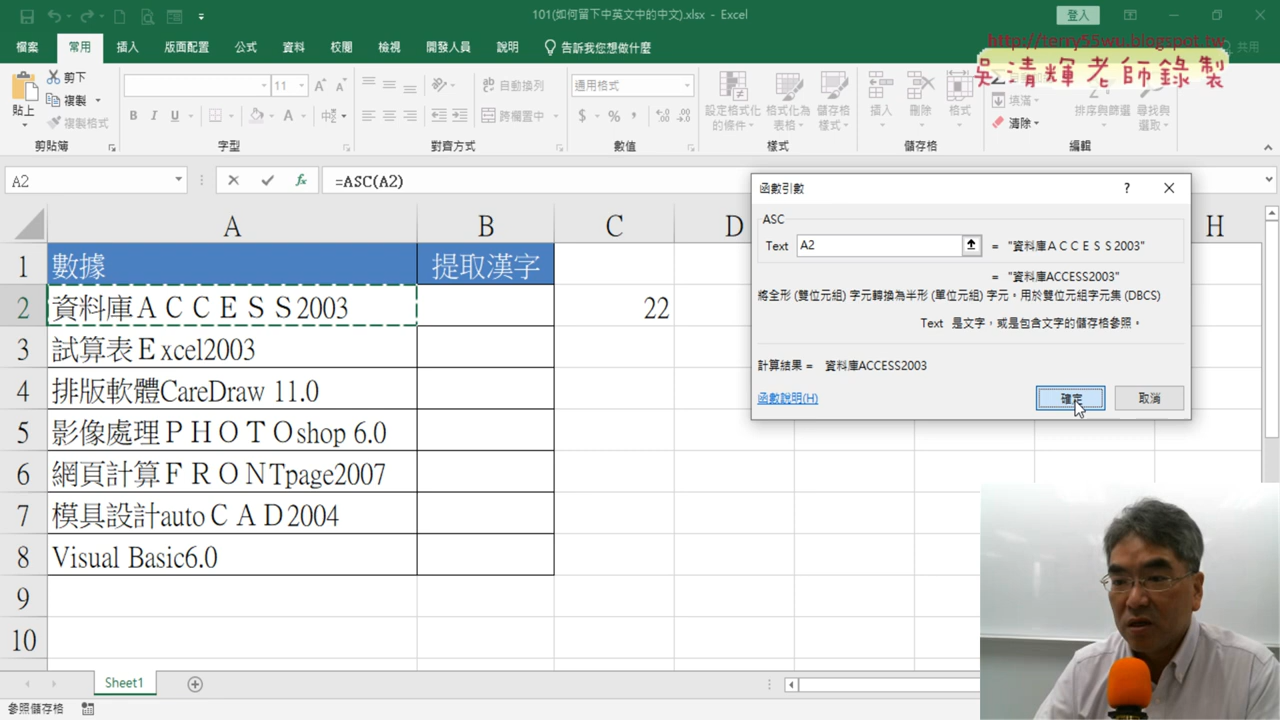 101(如何留下中英文中的中文).xlsx - Excel
登入
檔案 常用 插入 版面配置 公式 資料 校閱 檢視 開發人員 說明 告訴我您想做什麼 共用
http://terry55wu.blogspot.tw
吳清輝老師錄製
貼上 剪下 複製 複製格式
11 自動換列 跨欄置中
通用格式
設定格式化的條件 格式化為表格 儲存格樣式
插入 刪除 格式
填滿 清除 排序與篩選 尋找與選取
剪貼簿 字型 對齊方式 數值 樣式 儲存格 編輯
A2 =ASC(A2)
A B C D H
1 數據 提取漢字
2 資料庫ＡＣＣＥＳＳ2003 22
3 試算表Ｅxcel2003
4 排版軟體CareDraw 11.0
5 影像處理ＰＨＯＴＯshop 6.0
6 網頁計算ＦＲＯＮTpage2007
7 模具設計autoＣＡＤ2004
8 Visual Basic6.0
9
10
函數引數 ?
ASC
Text A2 = "資料庫ＡＣＣＥＳＳ2003"
= "資料庫ACCESS2003"
將全形 (雙位元組) 字元轉換為半形 (單位元組) 字元。用於雙位元組字元集 (DBCS)
Text 是文字，或是包含文字的儲存格參照。
計算結果 = 資料庫ACCESS2003
函數說明(H) 確定 取消
Sheet1
參照儲存格